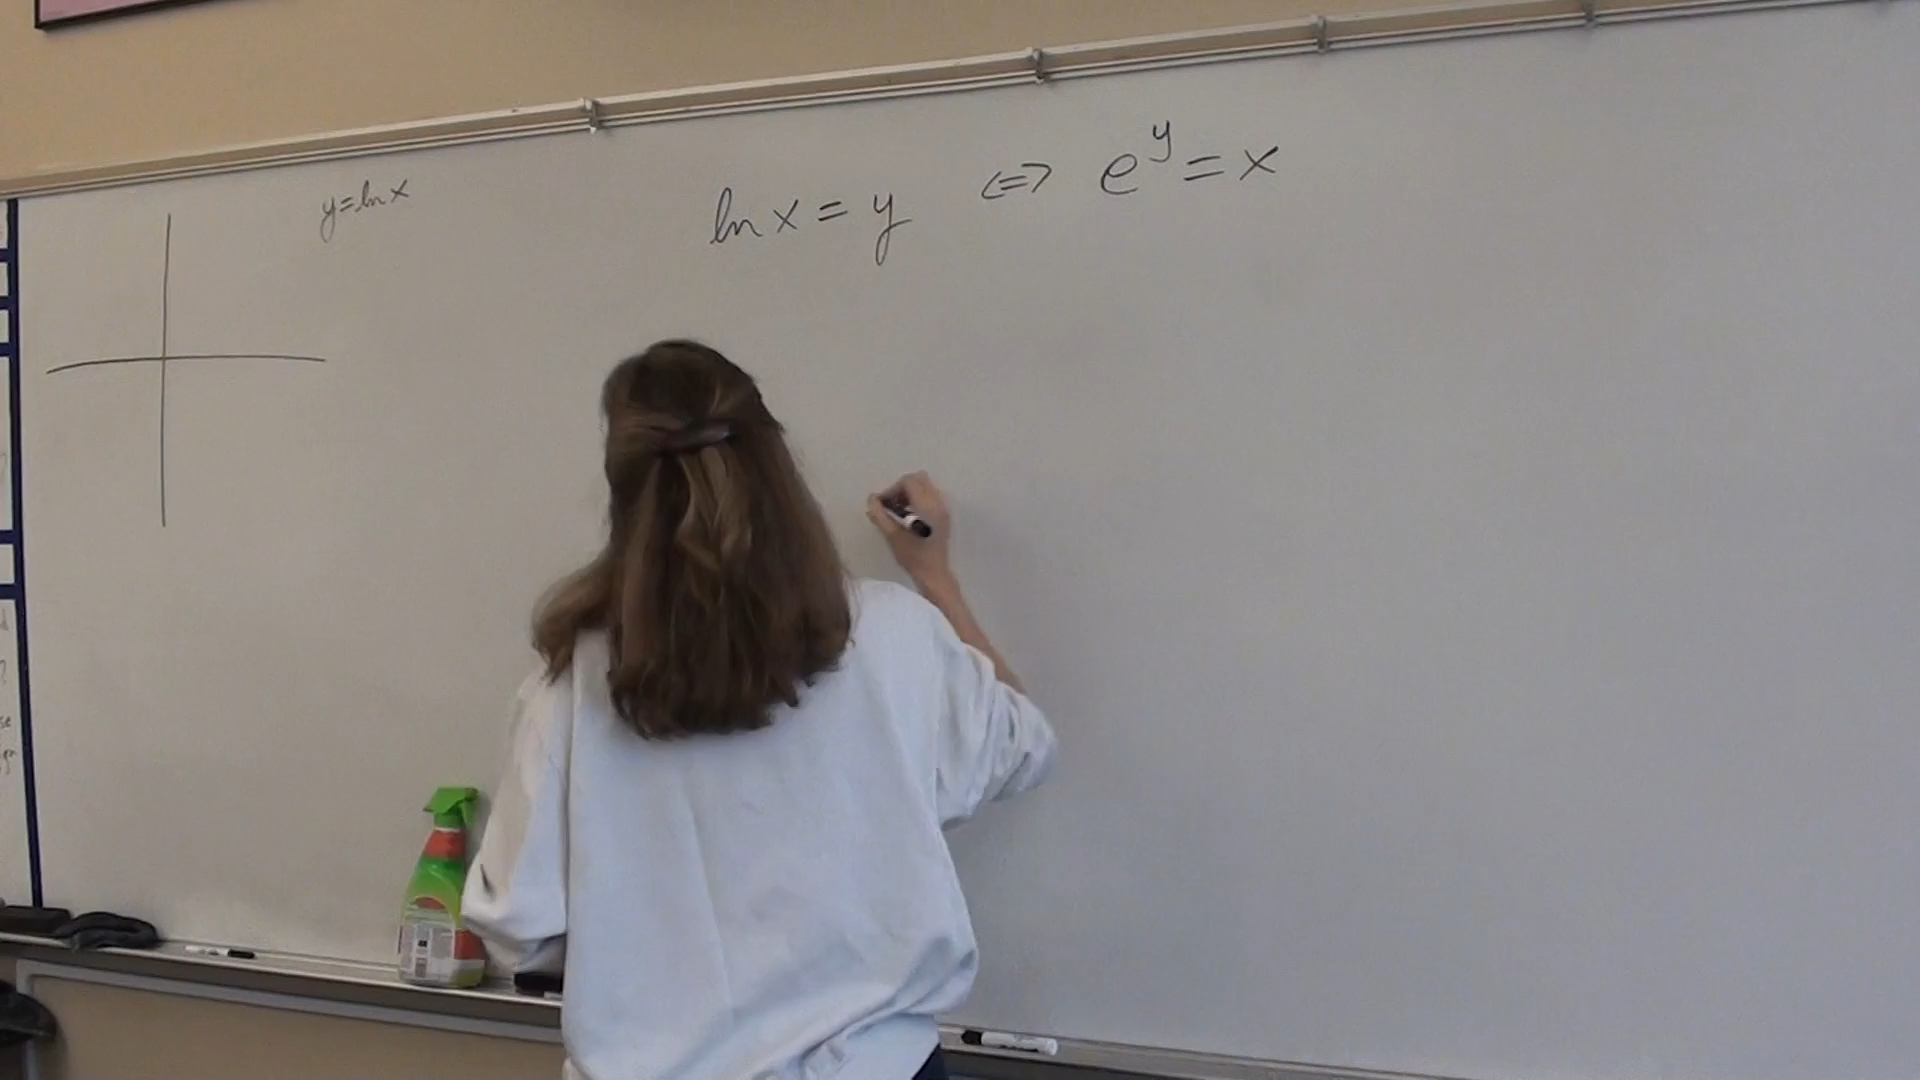 y=ln x
ln x = y <=> e^y = x